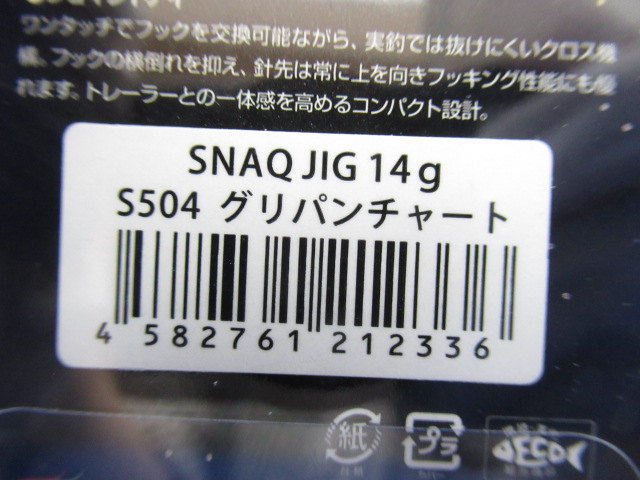 ワンタッチでフックを交換可能ながら、実釣では抜けにくいクロス機
構。フックの横倒れを抑え、針先は常に上を向きフッキング性能にも優
れます。トレーラーとの一体感を高めるコンパクト設計。
SNAQ JIG 14g
S504 グリパンチャート
4 582761 212336
紙
プラ
ECO